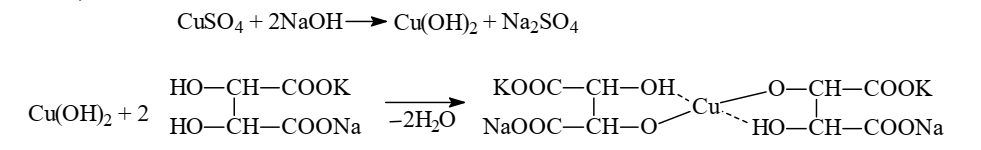 CuSO₄ + 2NaOH ⟶ Cu(OH)₂ + Na₂SO₄
HO—CH—COOK KOOC—CH—OH O—CH—COOK
Cu(OH)₂ + 2 ⟶ Cu
HO—CH—COONa −2H₂O NaOOC—CH—O HO—CH—COONa